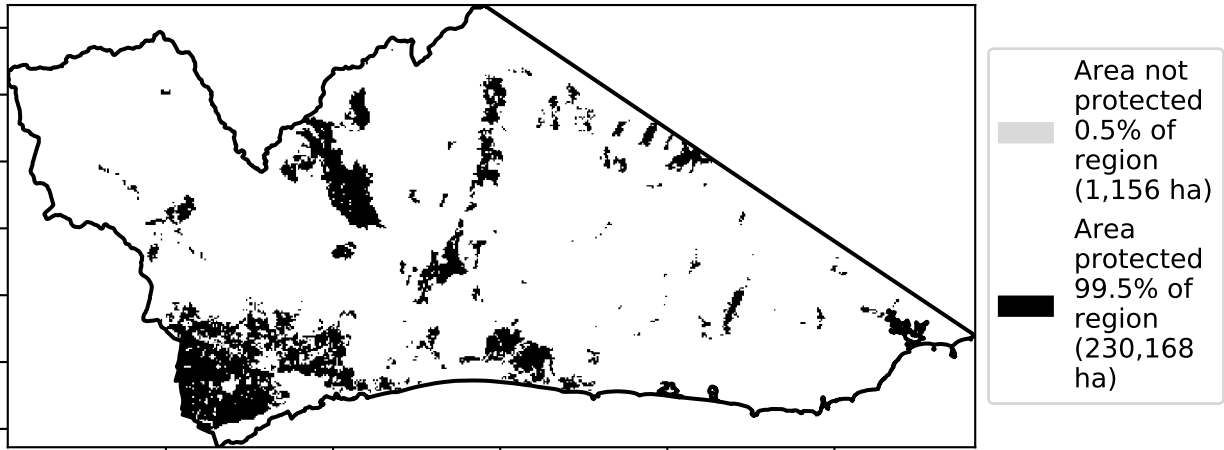 Area not
protected
0.5% of
region
(1,156 ha)
Area
protected
99.5% of
region
(230,168
ha)